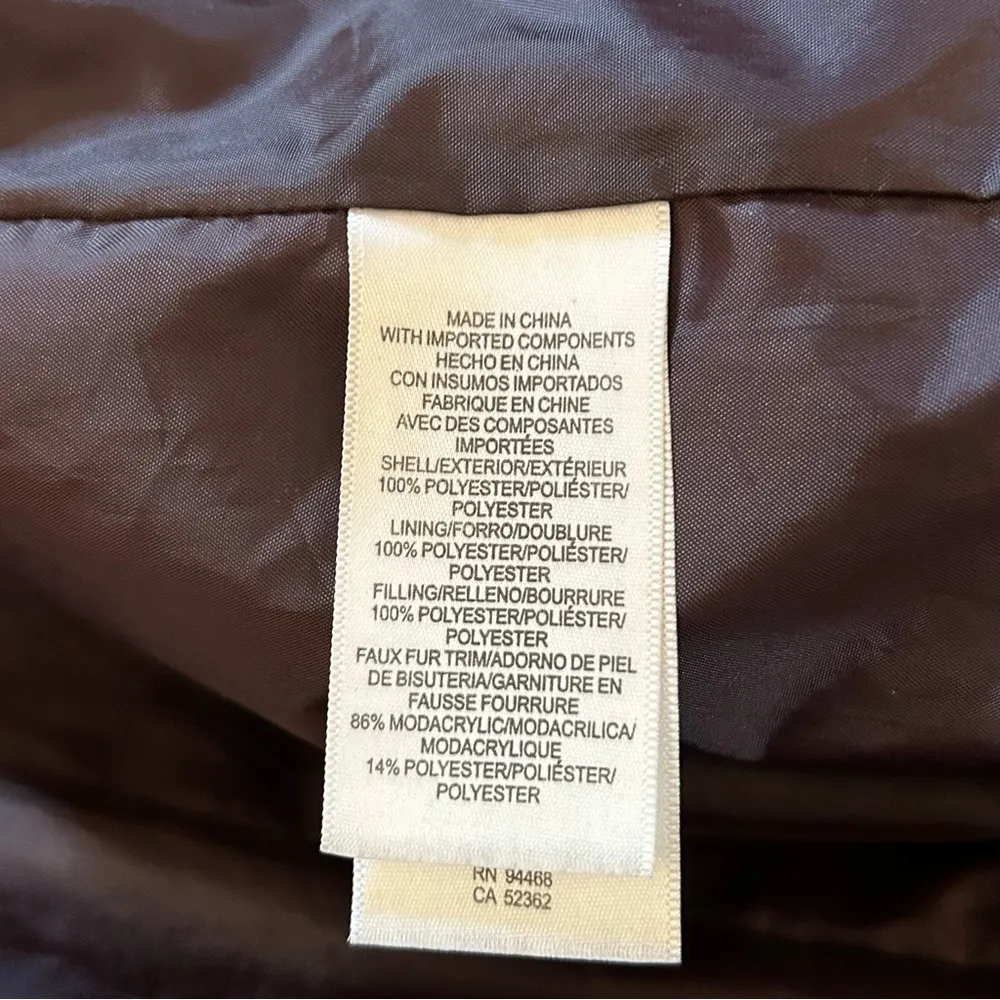 MADE IN CHINA
WITH IMPORTED COMPONENTS
HECHO EN CHINA
CON INSUMOS IMPORTADOS
FABRIQUE EN CHINE
AVEC DES COMPOSANTES
IMPORTÉES
SHELL/EXTERIOR/EXTÉRIEUR
100% POLYESTER/POLIÉSTER/
POLYESTER
LINING/FORRO/DOUBLURE
100% POLYESTER/POLIÉSTER/
POLYESTER
FILLING/RELLENO/BOURRURE
100% POLYESTER/POLIÉSTER/
POLYESTER
FAUX FUR TRIM/ADORNO DE PIEL
DE BISUTERIA/GARNITURE EN
FAUSSE FOURRURE
86% MODACRYLIC/MODACRILICA/
MODACRYLIQUE
14% POLYESTER/POLIÉSTER/
POLYESTER
RN 94468
CA 52362